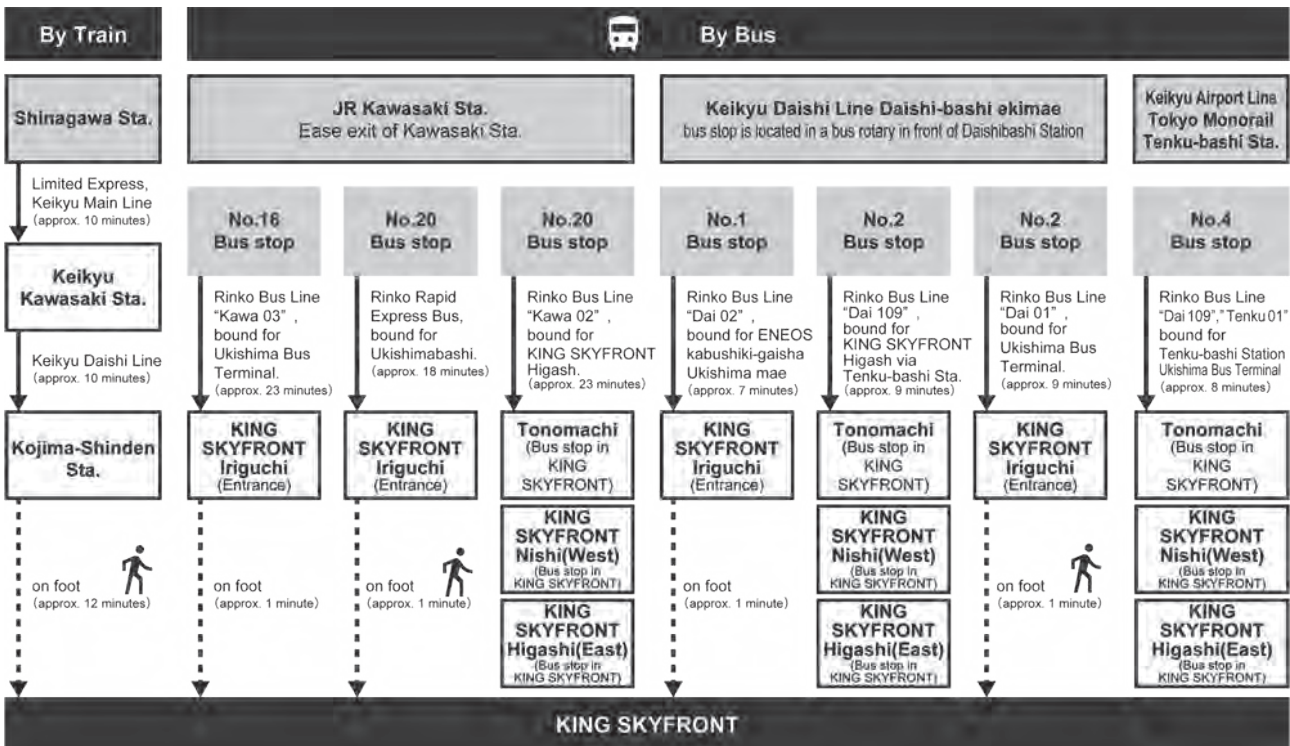 By Train
By Bus
Shinagawa Sta.
JR Kawasaki Sta.
Ease exit of Kawasaki Sta.
Keikyu Daishi Line Daishi-bashi ekimae
bus stop is located in a bus rotary in front of Daishibashi Station
Keikyu Airport Line
Tokyo Monorail
Tenku-bashi Sta.
Limited Express,
Keikyu Main Line
(approx. 10 minutes)
Keikyu
Kawasaki Sta.
Keikyu Daishi Line
(approx. 10 minutes)
Kojima-Shinden
Sta.
on foot
(approx. 12 minutes)
No.16
Bus stop
Rinko Bus Line
"Kawa 03" ,
bound for
Ukishima Bus
Terminal.
(approx. 23 minutes)
KING
SKYFRONT
Iriguchi
(Entrance)
on foot
(approx. 1 minute)
No.20
Bus stop
Rinko Rapid
Express Bus,
bound for
Ukishimabashi.
(approx. 18 minutes)
KING
SKYFRONT
Iriguchi
(Entrance)
on foot
(approx. 1 minute)
No.20
Bus stop
Rinko Bus Line
"Kawa 02" ,
bound for
KING SKYFRONT
Higash.
(approx. 23 minutes)
Tonomachi
(Bus stop in
KING
SKYFRONT)
KING
SKYFRONT
Nishi(West)
(Bus stop in
KING SKYFRONT)
KING
SKYFRONT
Higashi(East)
(Bus stop in
KING SKYFRONT)
No.1
Bus stop
Rinko Bus Line
"Dai 02" ,
bound for ENEOS
kabushiki-gaisha
Ukishima mae
(approx. 7 minutes)
KING
SKYFRONT
Iriguchi
(Entrance)
on foot
(approx. 1 minute)
No.2
Bus stop
Rinko Bus Line
"Dai 109" ,
bound for
KING SKYFRONT
Higash via
Tenku-bashi Sta.
(approx. 9 minutes)
Tonomachi
(Bus stop in
KING
SKYFRONT)
KING
SKYFRONT
Nishi(West)
(Bus stop in
KING SKYFRONT)
KING
SKYFRONT
Higashi(East)
(Bus stop in
KING SKYFRONT)
No.2
Bus stop
Rinko Bus Line
"Dai 01" ,
bound for
Ukishima Bus
Terminal.
(approx. 9 minutes)
KING
SKYFRONT
Iriguchi
(Entrance)
on foot
(approx. 1 minute)
No.4
Bus stop
Rinko Bus Line
"Dai 109"," Tenku 01"
bound for
Tenku-bashi Station
Ukishima Bus Terminal
(approx. 8 minutes)
Tonomachi
(Bus stop in
KING
SKYFRONT)
KING
SKYFRONT
Nishi(West)
(Bus stop in
KING SKYFRONT)
KING
SKYFRONT
Higashi(East)
(Bus stop in
KING SKYFRONT)
KING SKYFRONT